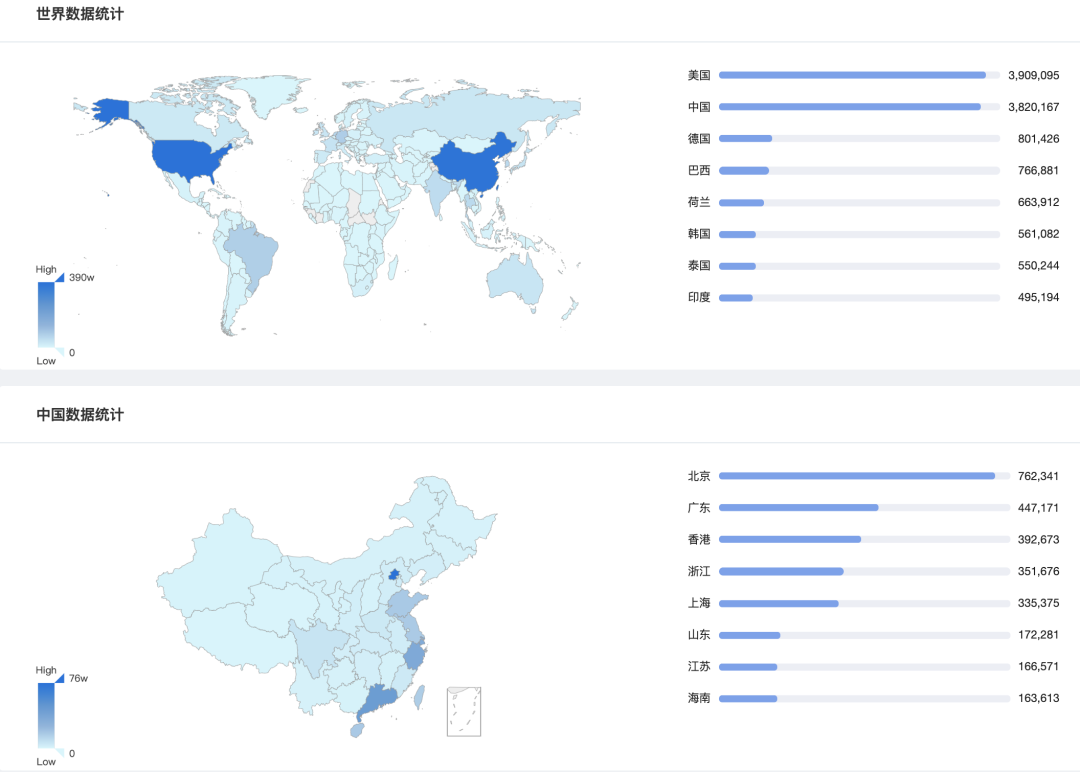 世界数据统计
美国 3,909,095
中国 3,820,167
德国 801,426
巴西 766,881
荷兰 663,912
韩国 561,082
泰国 550,244
印度 495,194
High
390w
0
Low
中国数据统计
北京 762,341
广东 447,171
香港 392,673
浙江 351,676
上海 335,375
山东 172,281
江苏 166,571
海南 163,613
High
76w
0
Low